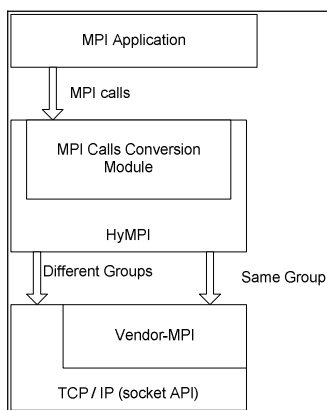 MPI Application
MPI calls
MPI Calls Conversion
Module
HyMPI
Different Groups
Same Group
Vendor-MPI
TCP / IP (socket API)